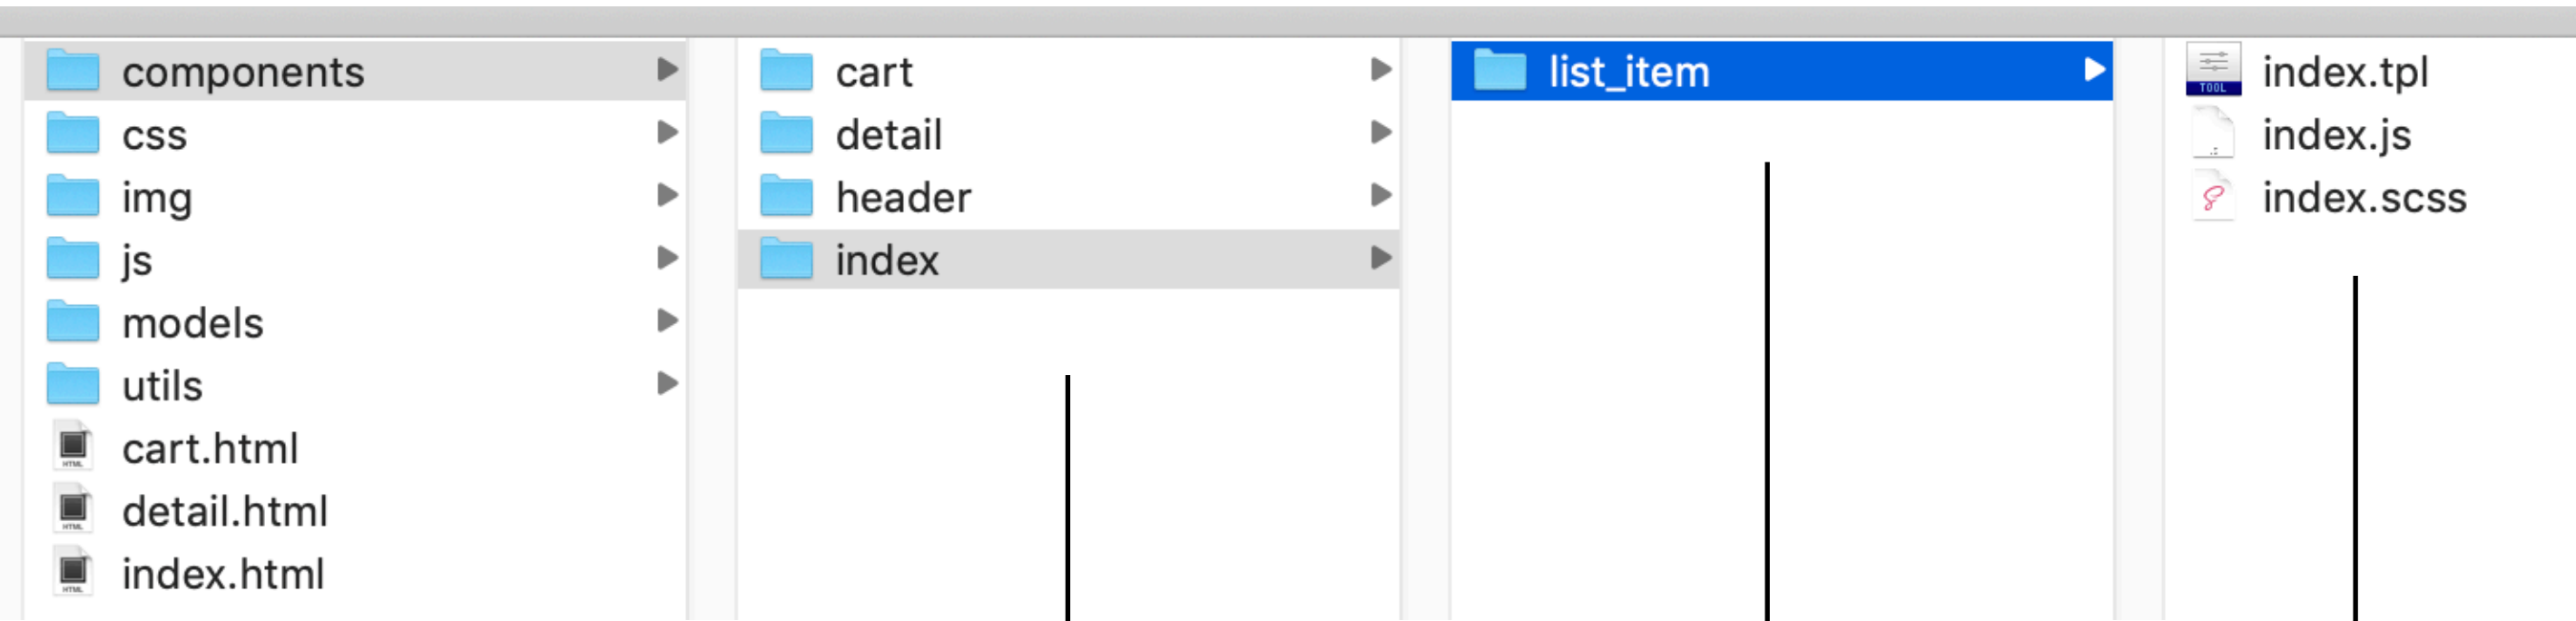 components
css
img
js
models
utils
cart.html
detail.html
index.html
cart
detail
header
index
list_item
TOOL
index.tpl
index.js
index.scss